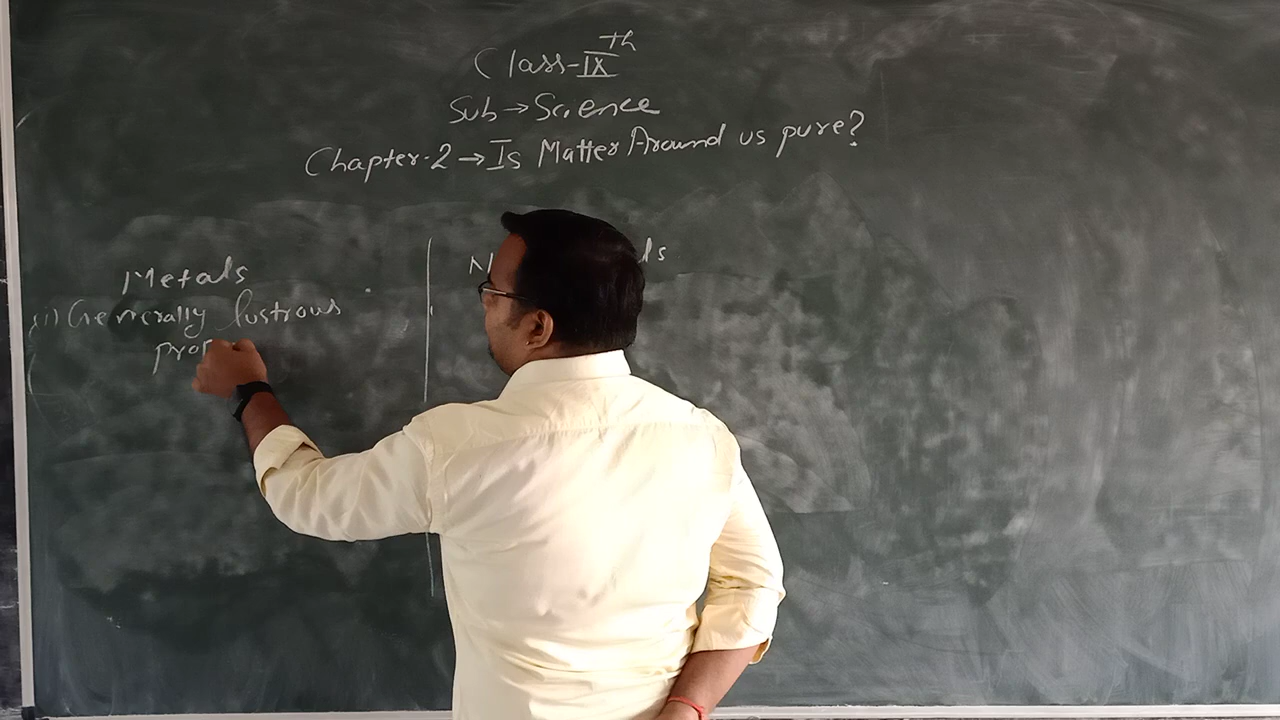 Class-IXth
Sub→Science
Chapter-2→Is Matter Around us pure?
Metals
Generally lustrous